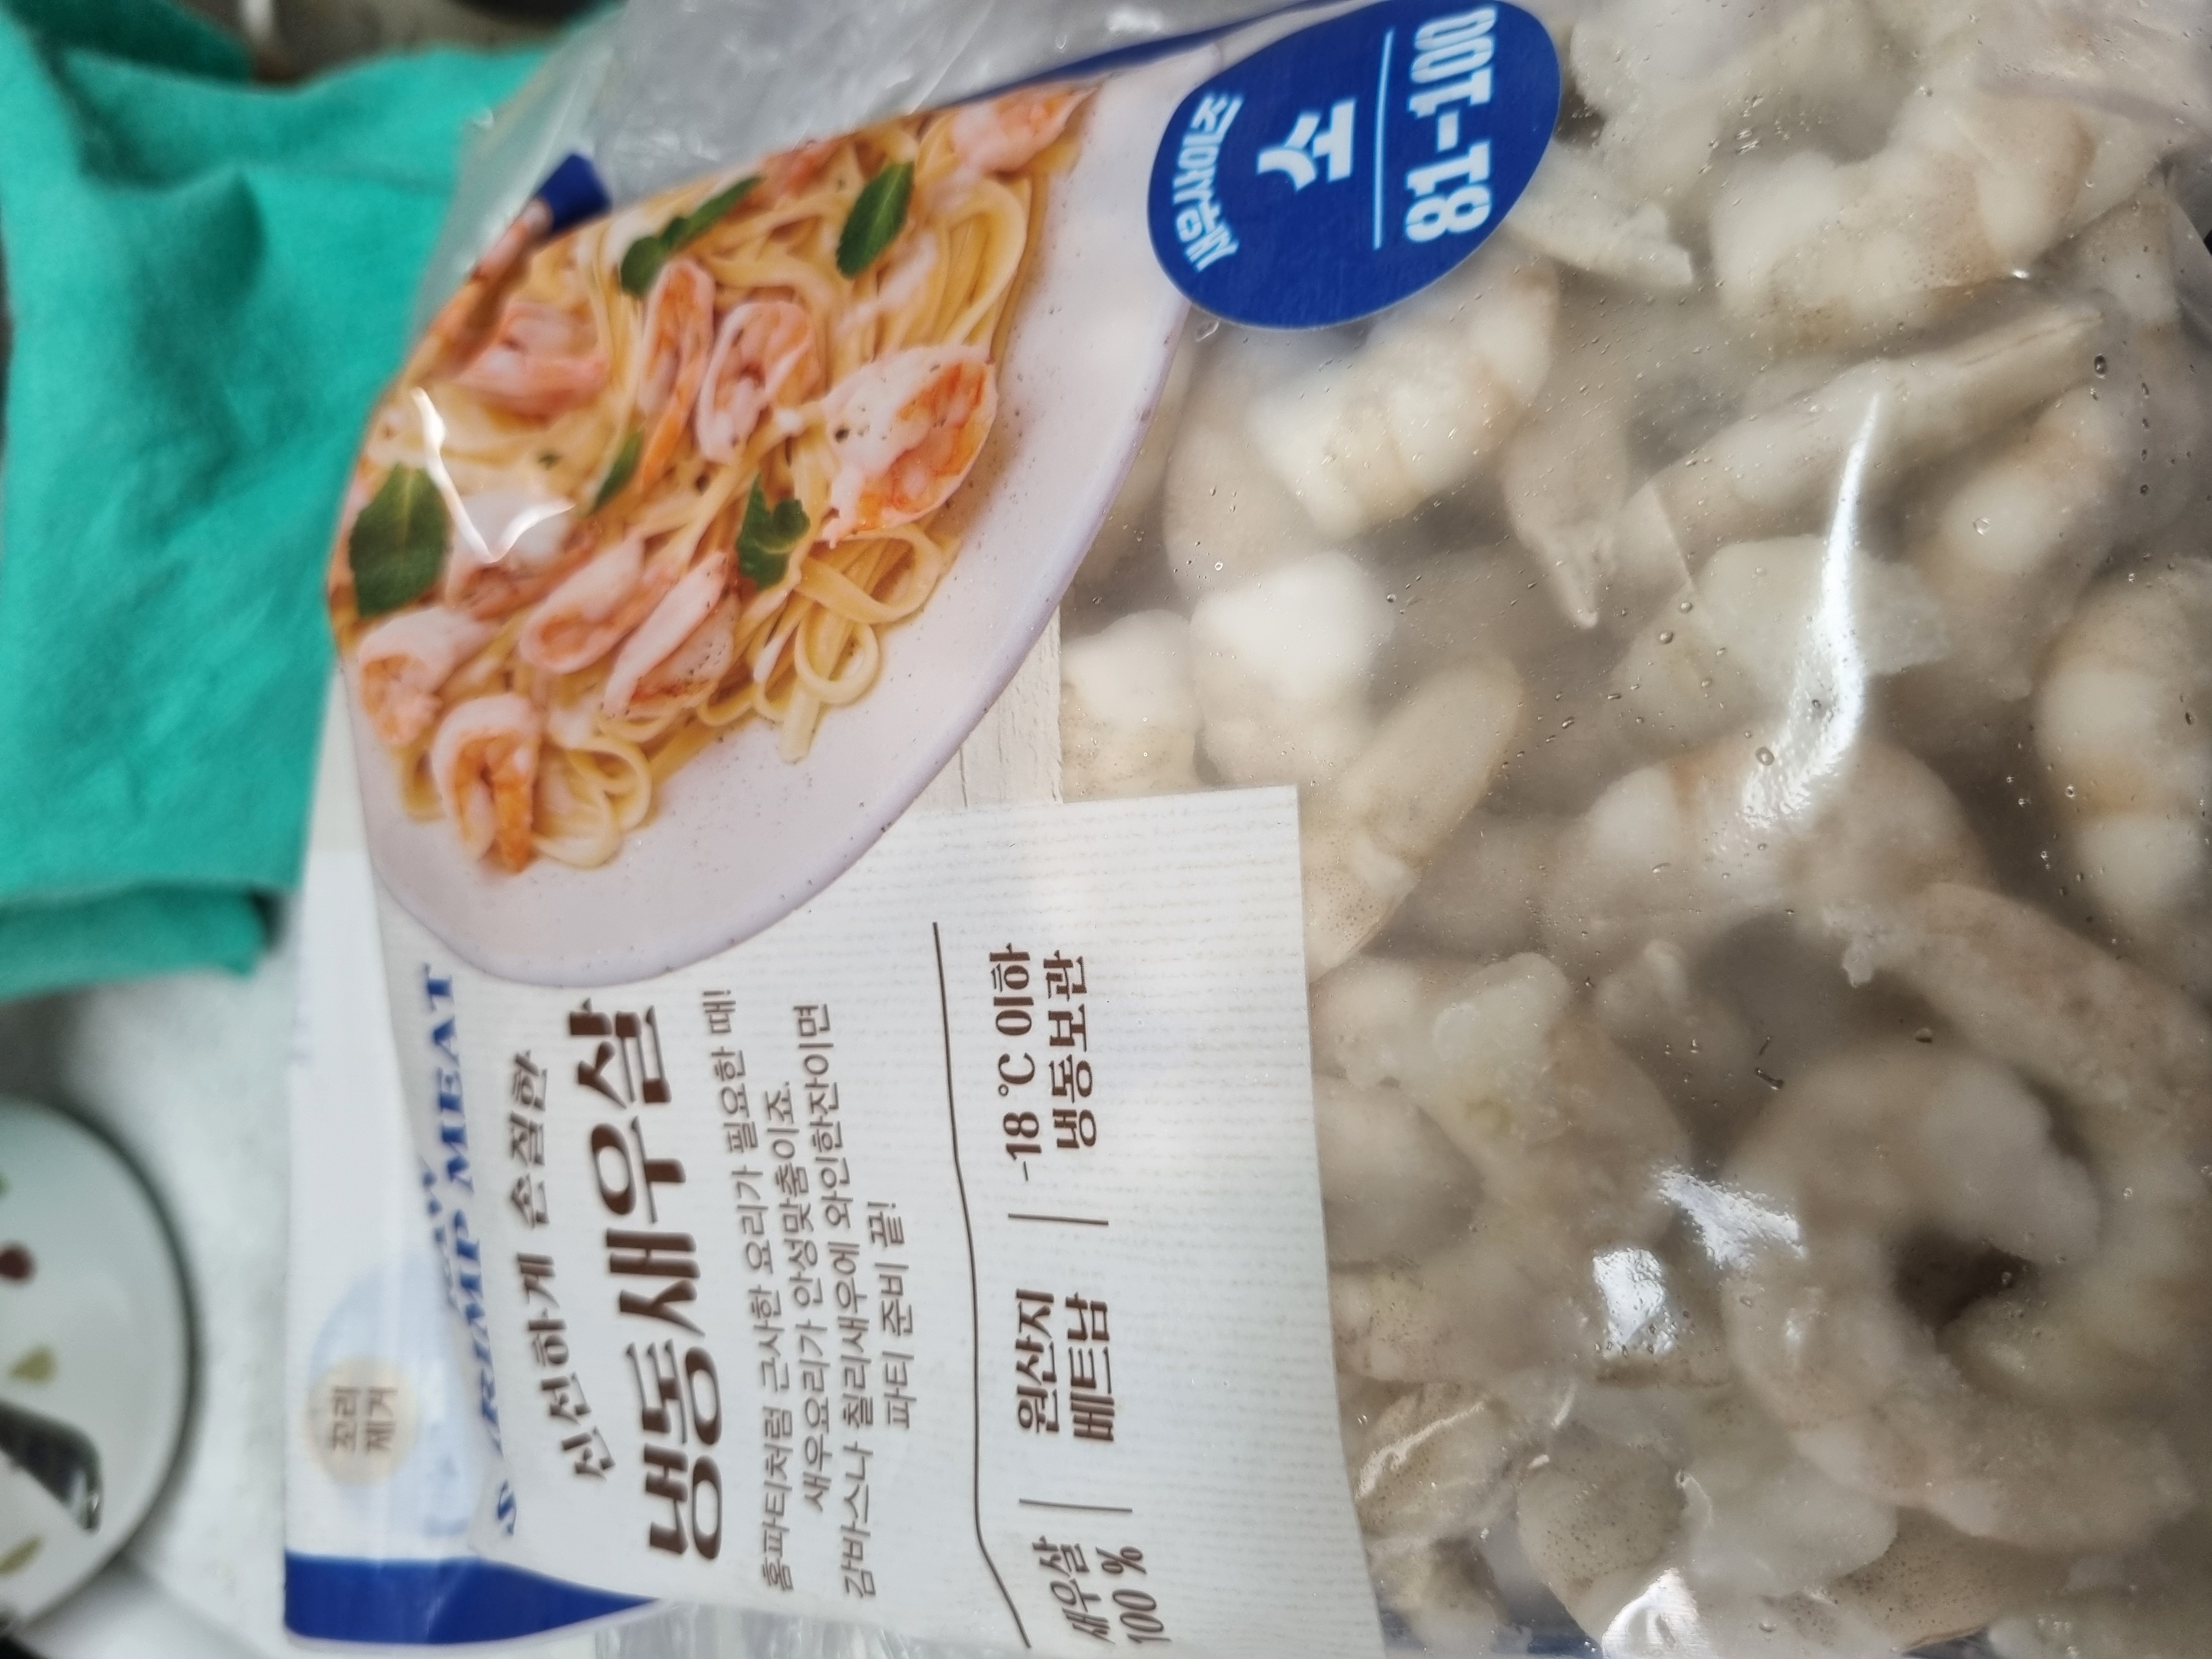 꼬리
제거
RAW
SHRIMP MEAT
신선하게 손질한
냉동새우살
홈파티처럼 근사한 요리가 필요한 때!
새우요리가 안성맞춤이죠.
감바스나 칠리새우에 와인한잔이면
파티 준비 끝!
새우살
100 %
원산지
베트남
-18 ℃ 이하
냉동보관
새우사이즈
소
81-100